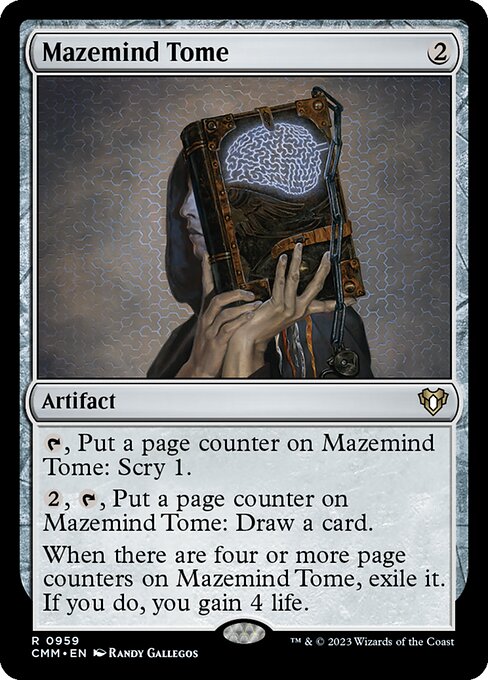 Mazemind Tome 2
Artifact
, Put a page counter on Mazemind
Tome: Scry 1.
2, , Put a page counter on
Mazemind Tome: Draw a card.
When there are four or more page
counters on Mazemind Tome, exile it.
If you do, you gain 4 life.
R 0959
CMM • EN Randy Gallegos
™ & © 2023 Wizards of the Coast